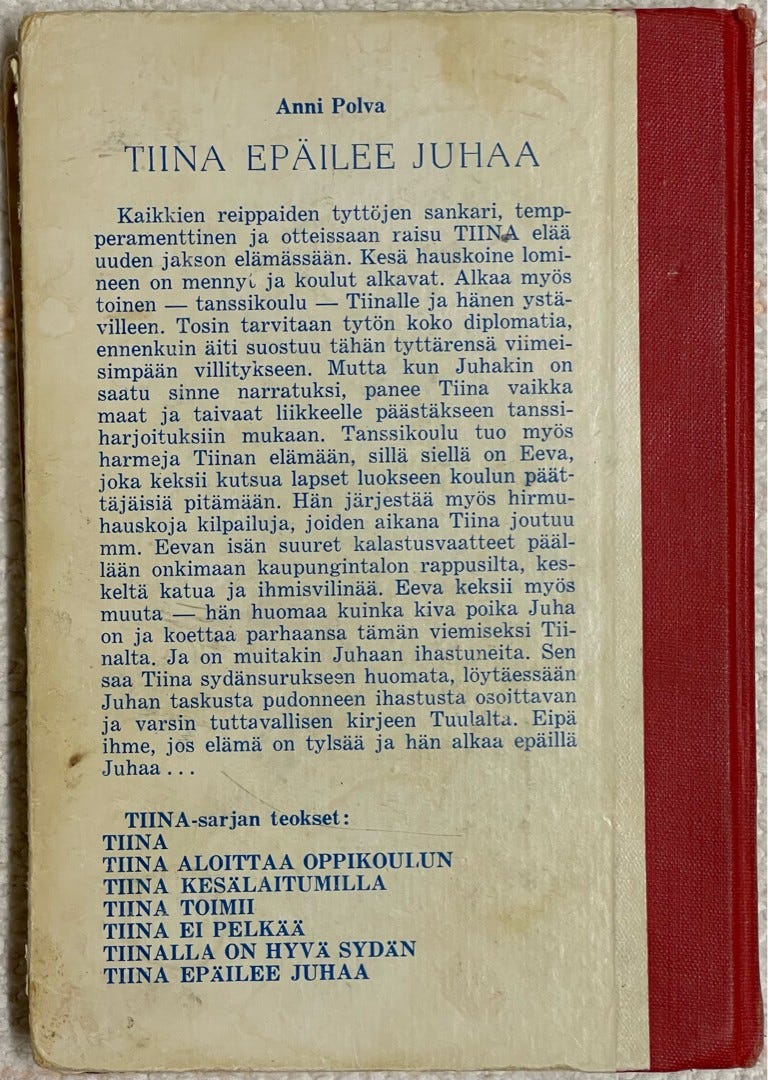 Anni Polva
TIINA EPÄILEE JUHAA
Kaikkien reippaiden tyttöjen sankari, temp-
peramenttinen ja otteissaan raisu TIINA elää
uuden jakson elämässään. Kesä hauskoine lomi-
neen on mennyt ja koulut alkavat. Alkaa myös
toinen — tanssikoulu — Tiinalle ja hänen ystä-
villeen. Tosin tarvitaan tytön koko diplomatia,
ennenkuin äiti suostuu tähän tyttärensä viimei-
simpään villitykseen. Mutta kun Juhakin on
saatu sinne narratuksi, panee Tiina vaikka
maat ja taivaat liikkeelle päästäkseen tanssi-
harjoituksiin mukaan. Tanssikoulu tuo myös
harmeja Tiinan elämään, sillä siellä on Eeva,
joka keksii kutsua lapset luokseen koulun päät-
täjäisiä pitämään. Hän järjestää myös hirmu-
hauskoja kilpailuja, joiden aikana Tiina joutuu
mm. Eevan isän suuret kalastusvaatteet pääl-
lään onkimaan kaupungintalon rappusilta, kes-
keltä katua ja ihmisvilinää. Eeva keksii myös
muuta — hän huomaa kuinka kiva poika Juha
on ja koettaa parhaansa tämän viemiseksi Tii-
nalta. Ja on muitakin Juhaan ihastuneita. Sen
saa Tiina sydänsurukseen huomata, löytäessään
Juhan taskusta pudonneen ihastusta osoittavan
ja varsin tuttavallisen kirjeen Tuulalta. Eipä
ihme, jos elämä on tylsää ja hän alkaa epäillä
Juhaa . . .
TIINA-sarjan teokset:
TIINA
TIINA ALOITTAA OPPIKOULUN
TIINA KESÄLAITUMILLA
TIINA TOIMII
TIINA EI PELKÄÄ
TIINALLA ON HYVÄ SYDÄN
TIINA EPÄILEE JUHAA